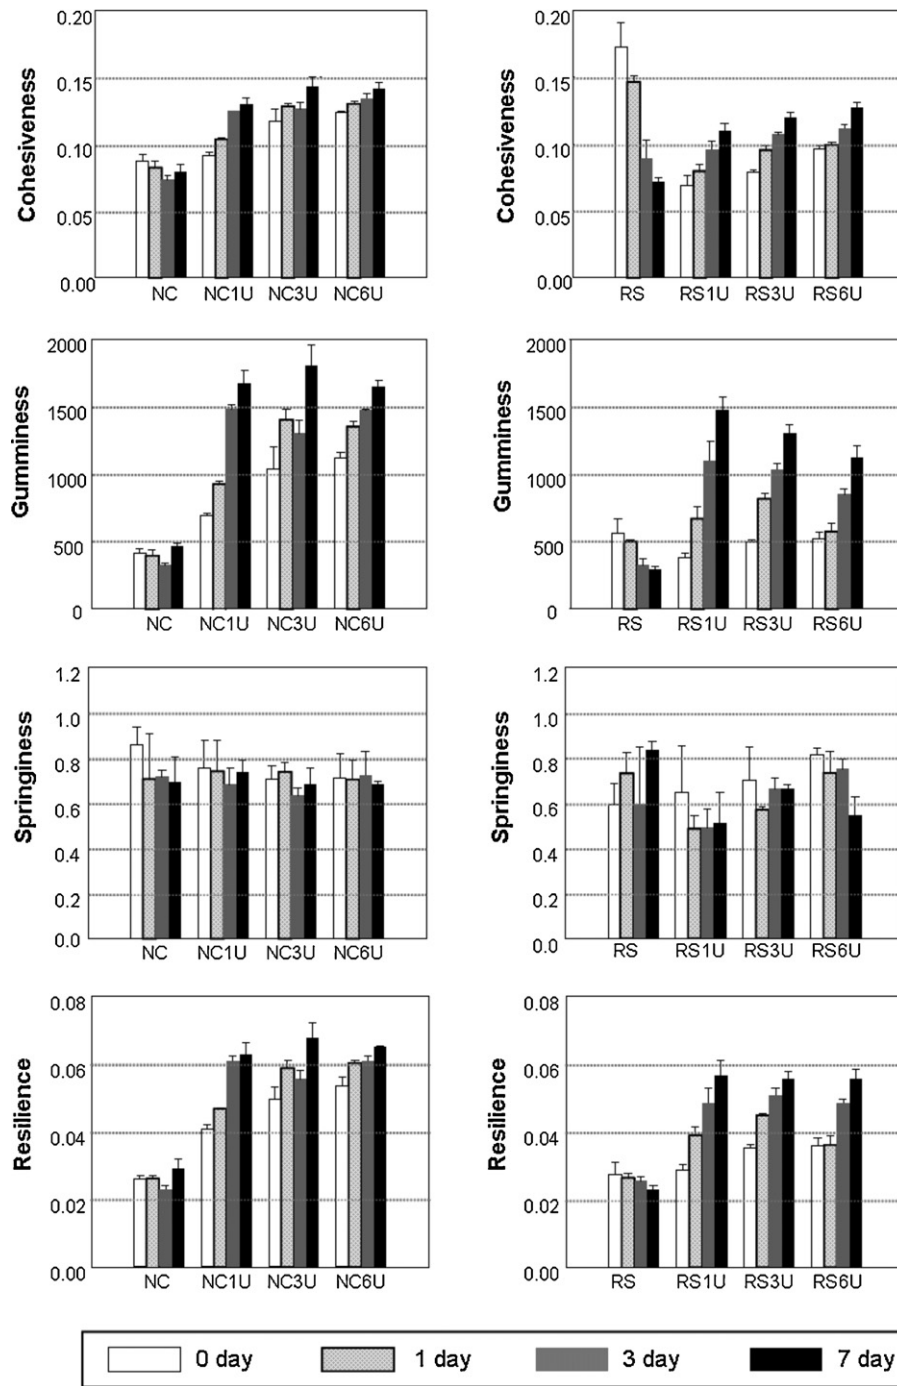 Cohesiveness
0.20
0.15
0.10
0.05
0.00
NC NC1U NC3U NC6U
Cohesiveness
0.20
0.15
0.10
0.05
0.00
RS RS1U RS3U RS6U
Gumminess
2000
1500
1000
500
0
NC NC1U NC3U NC6U
Gumminess
2000
1500
1000
500
0
RS RS1U RS3U RS6U
Springiness
1.2
1.0
0.8
0.6
0.4
0.2
0.0
NC NC1U NC3U NC6U
Springiness
1.2
1.0
0.8
0.6
0.4
0.2
0.0
RS RS1U RS3U RS6U
Resilience
0.08
0.06
0.04
0.02
0.00
NC NC1U NC3U NC6U
Resilience
0.08
0.06
0.04
0.02
0.00
RS RS1U RS3U RS6U
0 day 1 day 3 day 7 day